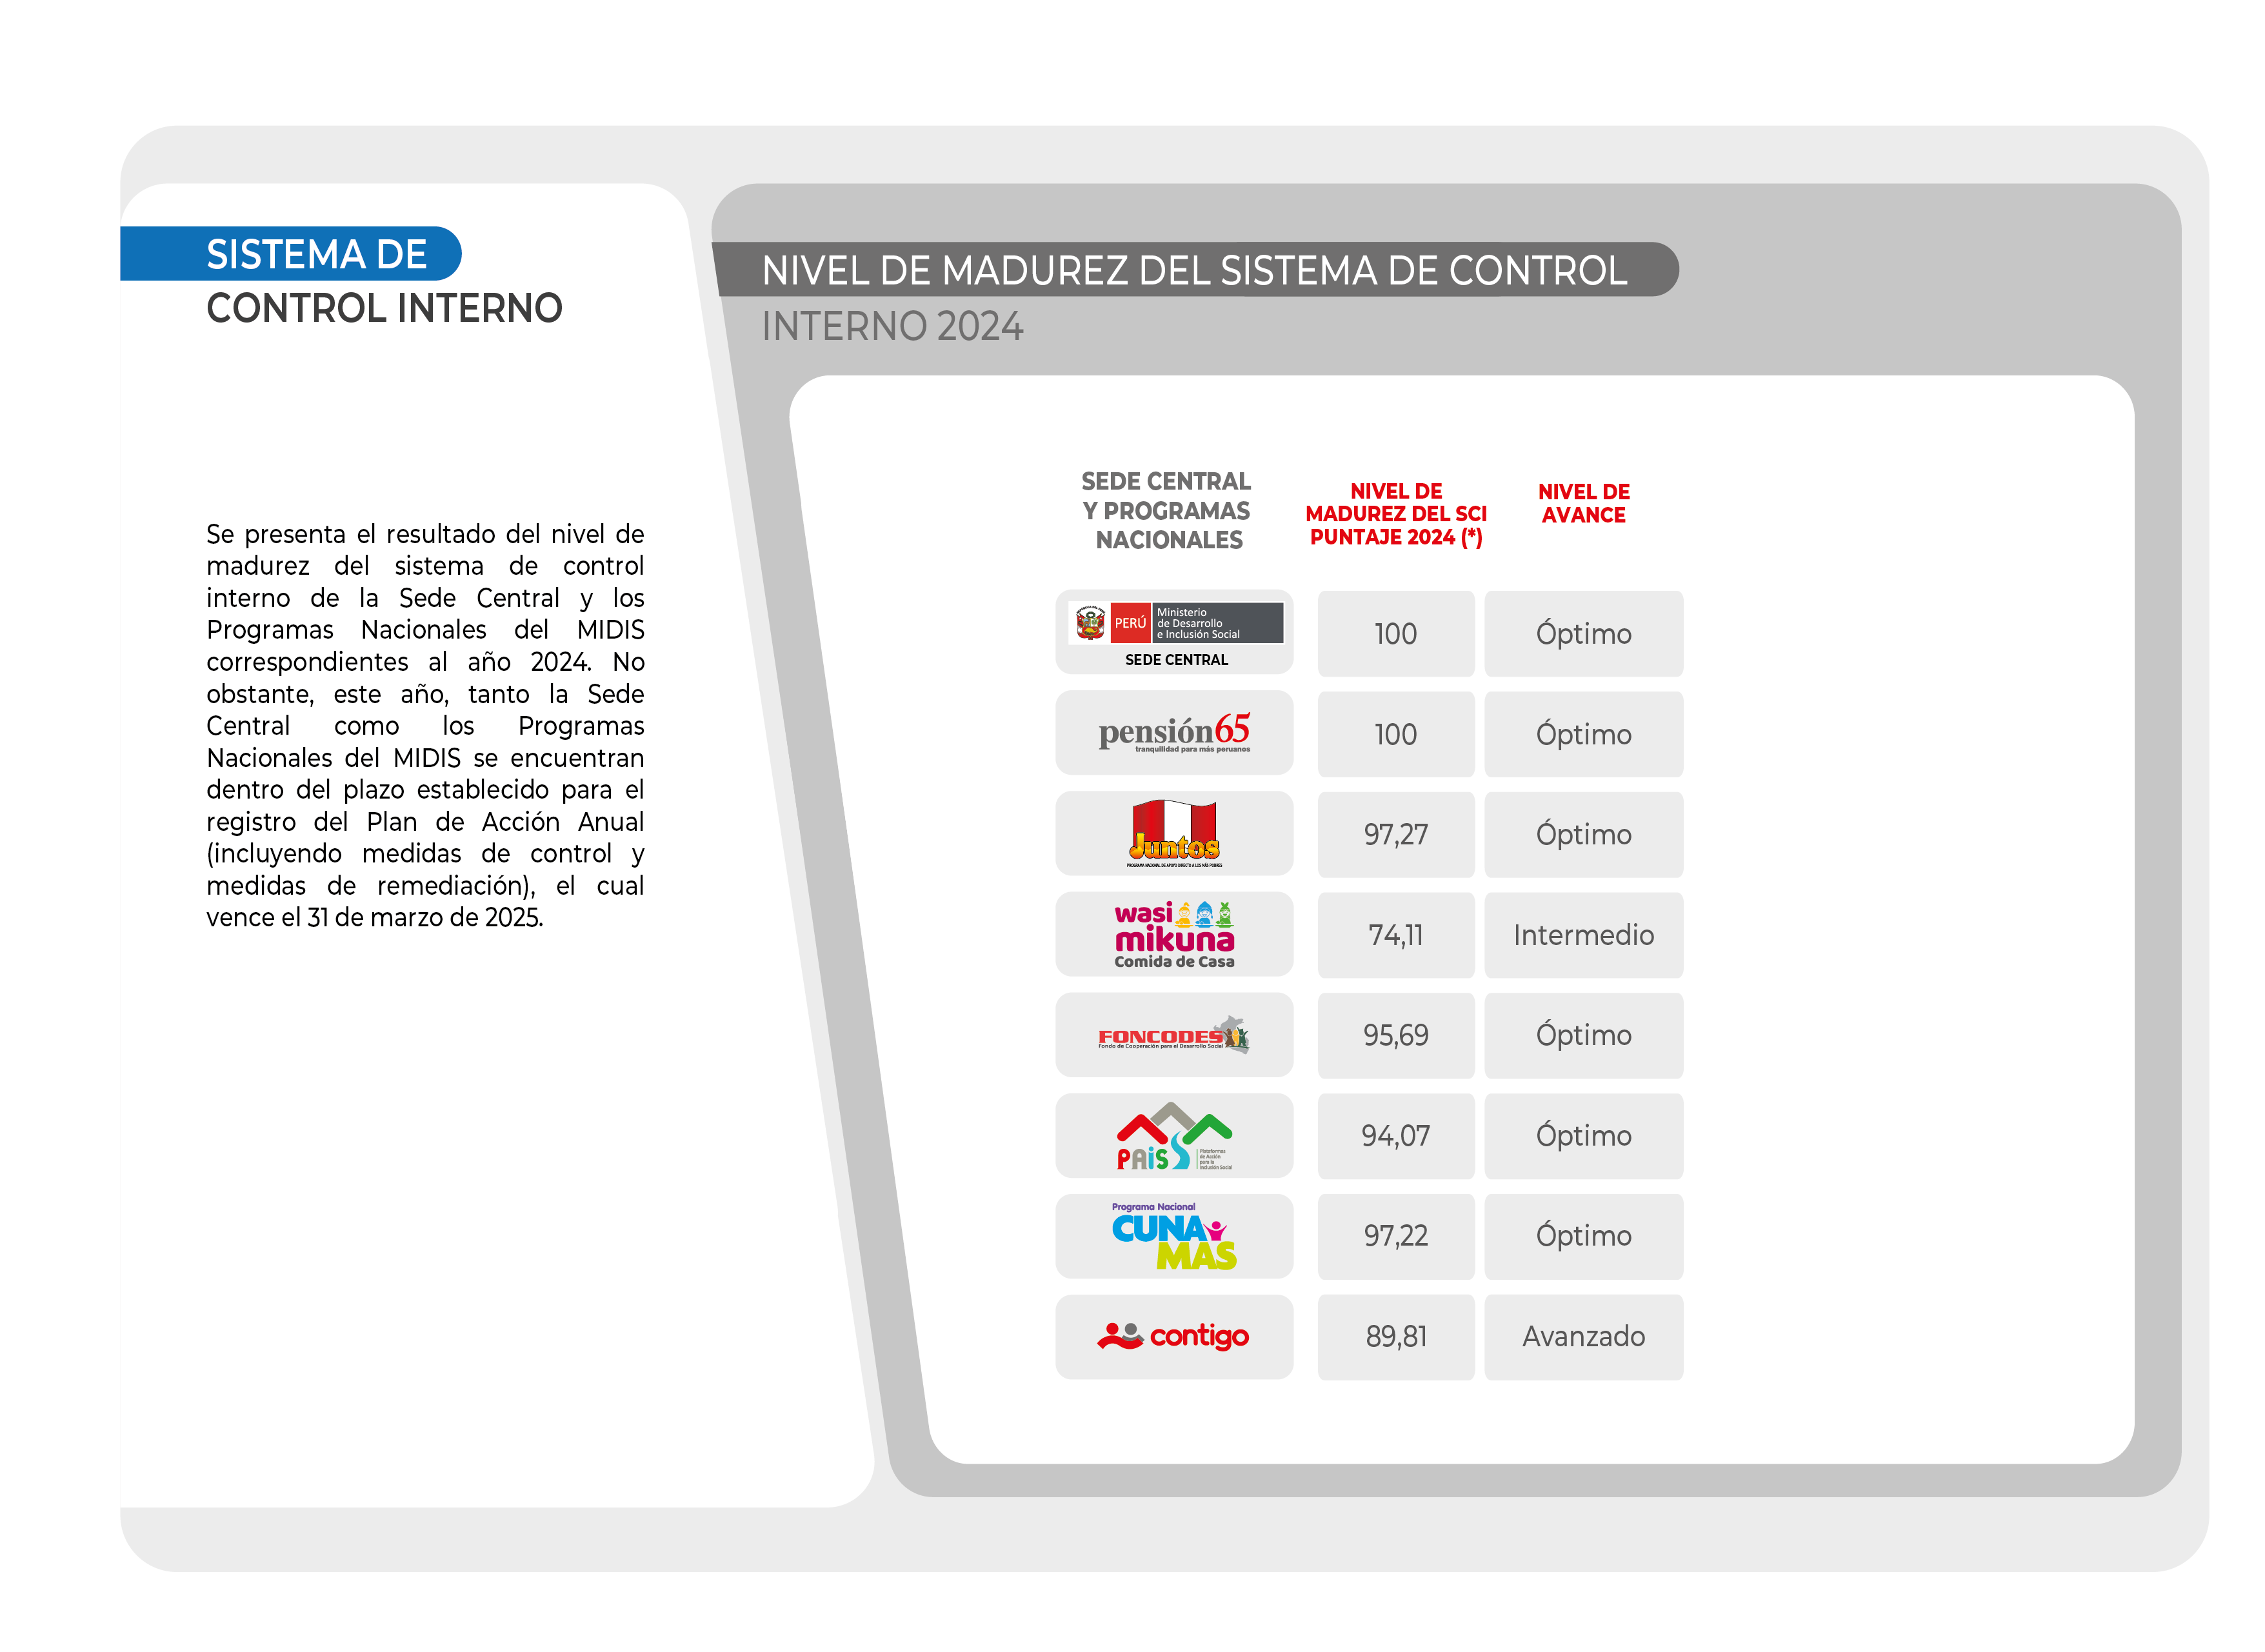 SISTEMA DE
CONTROL INTERNO
Se presenta el resultado del nivel de
madurez del sistema de control
interno de la Sede Central y los
Programas Nacionales del MIDIS
correspondientes al año 2024. No
obstante, este año, tanto la Sede
Central como los Programas
Nacionales del MIDIS se encuentran
dentro del plazo establecido para el
registro del Plan de Acción Anual
(incluyendo medidas de control y
medidas de remediación), el cual
vence el 31 de marzo de 2025.
NIVEL DE MADUREZ DEL SISTEMA DE CONTROL
INTERNO 2024
SEDE CENTRAL
Y PROGRAMAS
NACIONALES
NIVEL DE
MADUREZ DEL SCI
PUNTAJE 2024 (*)
NIVEL DE
AVANCE
PERÚ
Ministerio
de Desarrollo
e Inclusión Social
SEDE CENTRAL
100
Óptimo
pensión65
tranquilidad para más peruanos
100
Óptimo
Juntos
PROGRAMA NACIONAL DE APOYO DIRECTO A LOS MÁS POBRES
97,27
Óptimo
wasi
mikuna
Comida de Casa
74,11
Intermedio
FONCODES
Fondo de Cooperación para el Desarrollo Social
95,69
Óptimo
PAiS
Plataformas
de Acción
para la
Inclusión Social
94,07
Óptimo
Programa Nacional
CUNA
MAS
97,22
Óptimo
contigo
89,81
Avanzado